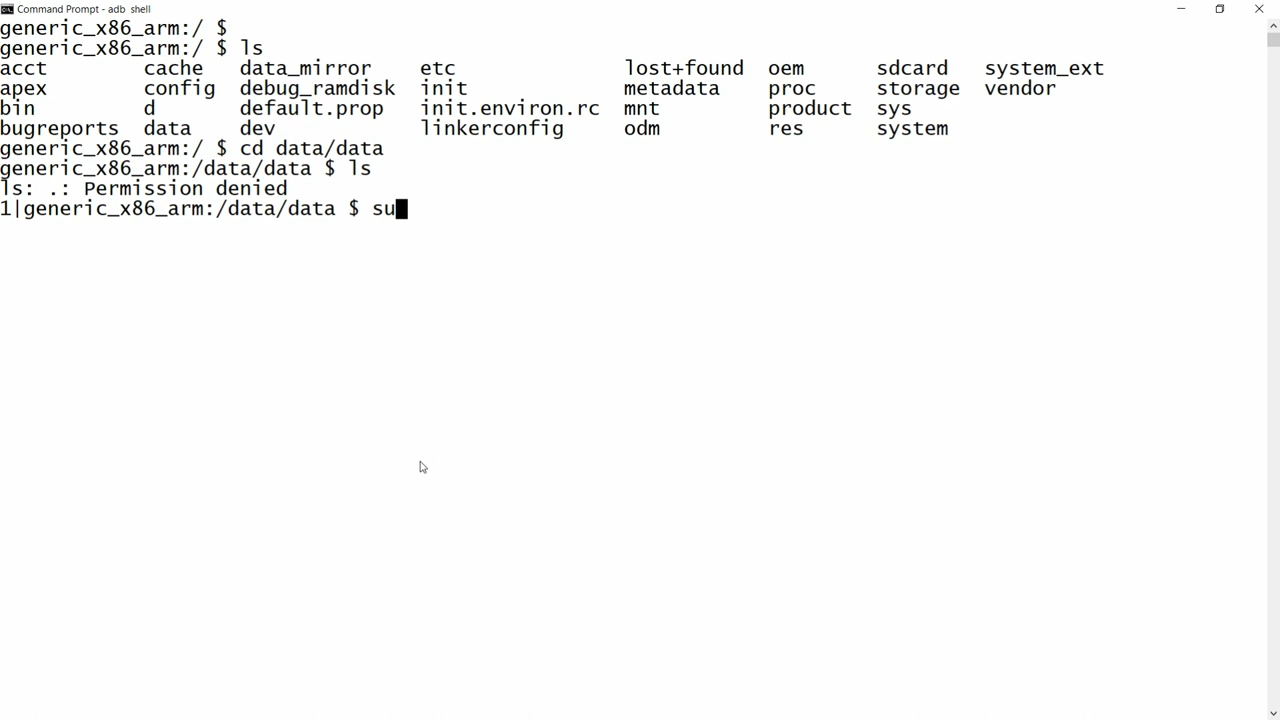 Command Prompt - adb shell
generic_x86_arm:/ $
generic_x86_arm:/ $ ls
acct cache data_mirror etc lost+found oem sdcard system_ext
apex config debug_ramdisk init metadata proc storage vendor
bin d default.prop init.environ.rc mnt product sys
bugreports data dev linkerconfig odm res system
generic_x86_arm:/ $ cd data/data
generic_x86_arm:/data/data $ ls
ls: .: Permission denied
1|generic_x86_arm:/data/data $ su